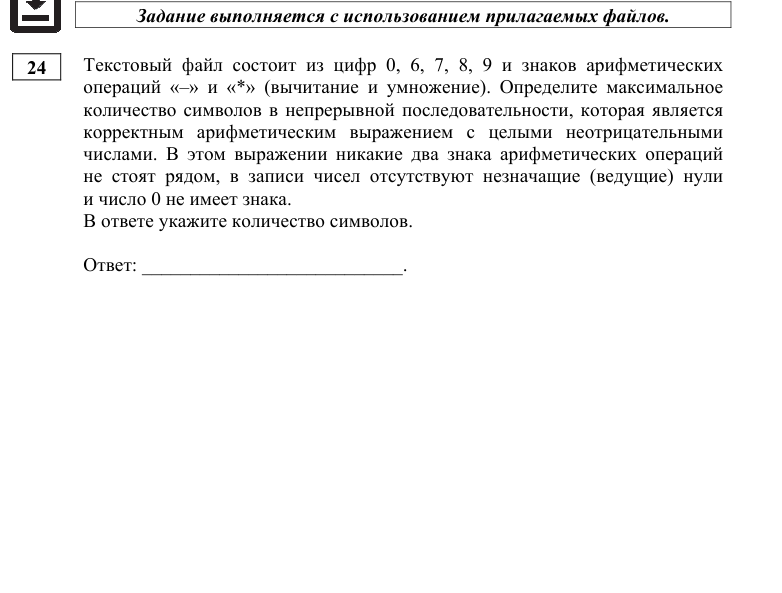 Задание выполняется с использованием прилагаемых файлов.
24
Текстовый файл состоит из цифр 0, 6, 7, 8, 9 и знаков арифметических
операций «–» и «*» (вычитание и умножение). Определите максимальное
количество символов в непрерывной последовательности, которая является
корректным арифметическим выражением с целыми неотрицательными
числами. В этом выражении никакие два знака арифметических операций
не стоят рядом, в записи чисел отсутствуют незначащие (ведущие) нули
и число 0 не имеет знака.
В ответе укажите количество символов.
Ответ: ___________________________.